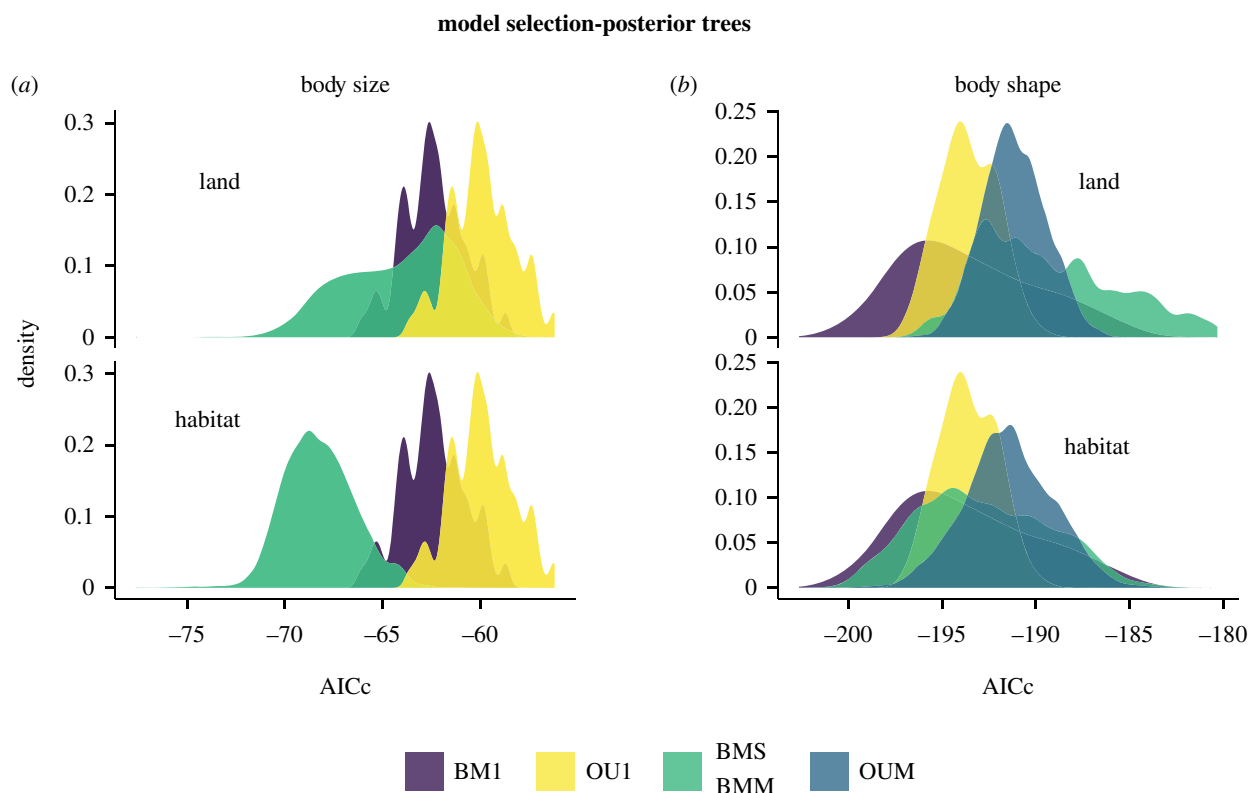 model selection-posterior trees
(a)
body size
(b)
body shape
0.3
0.2
0.1
0
land
0.25
0.20
0.15
0.10
0.05
0
land
density
0.3
0.2
0.1
0
habitat
0.25
0.20
0.15
0.10
0.05
0
habitat
–75
–70
–65
–60
–200
–195
–190
–185
–180
AICc
AICc
BM1
OU1
BMS
BMM
OUM